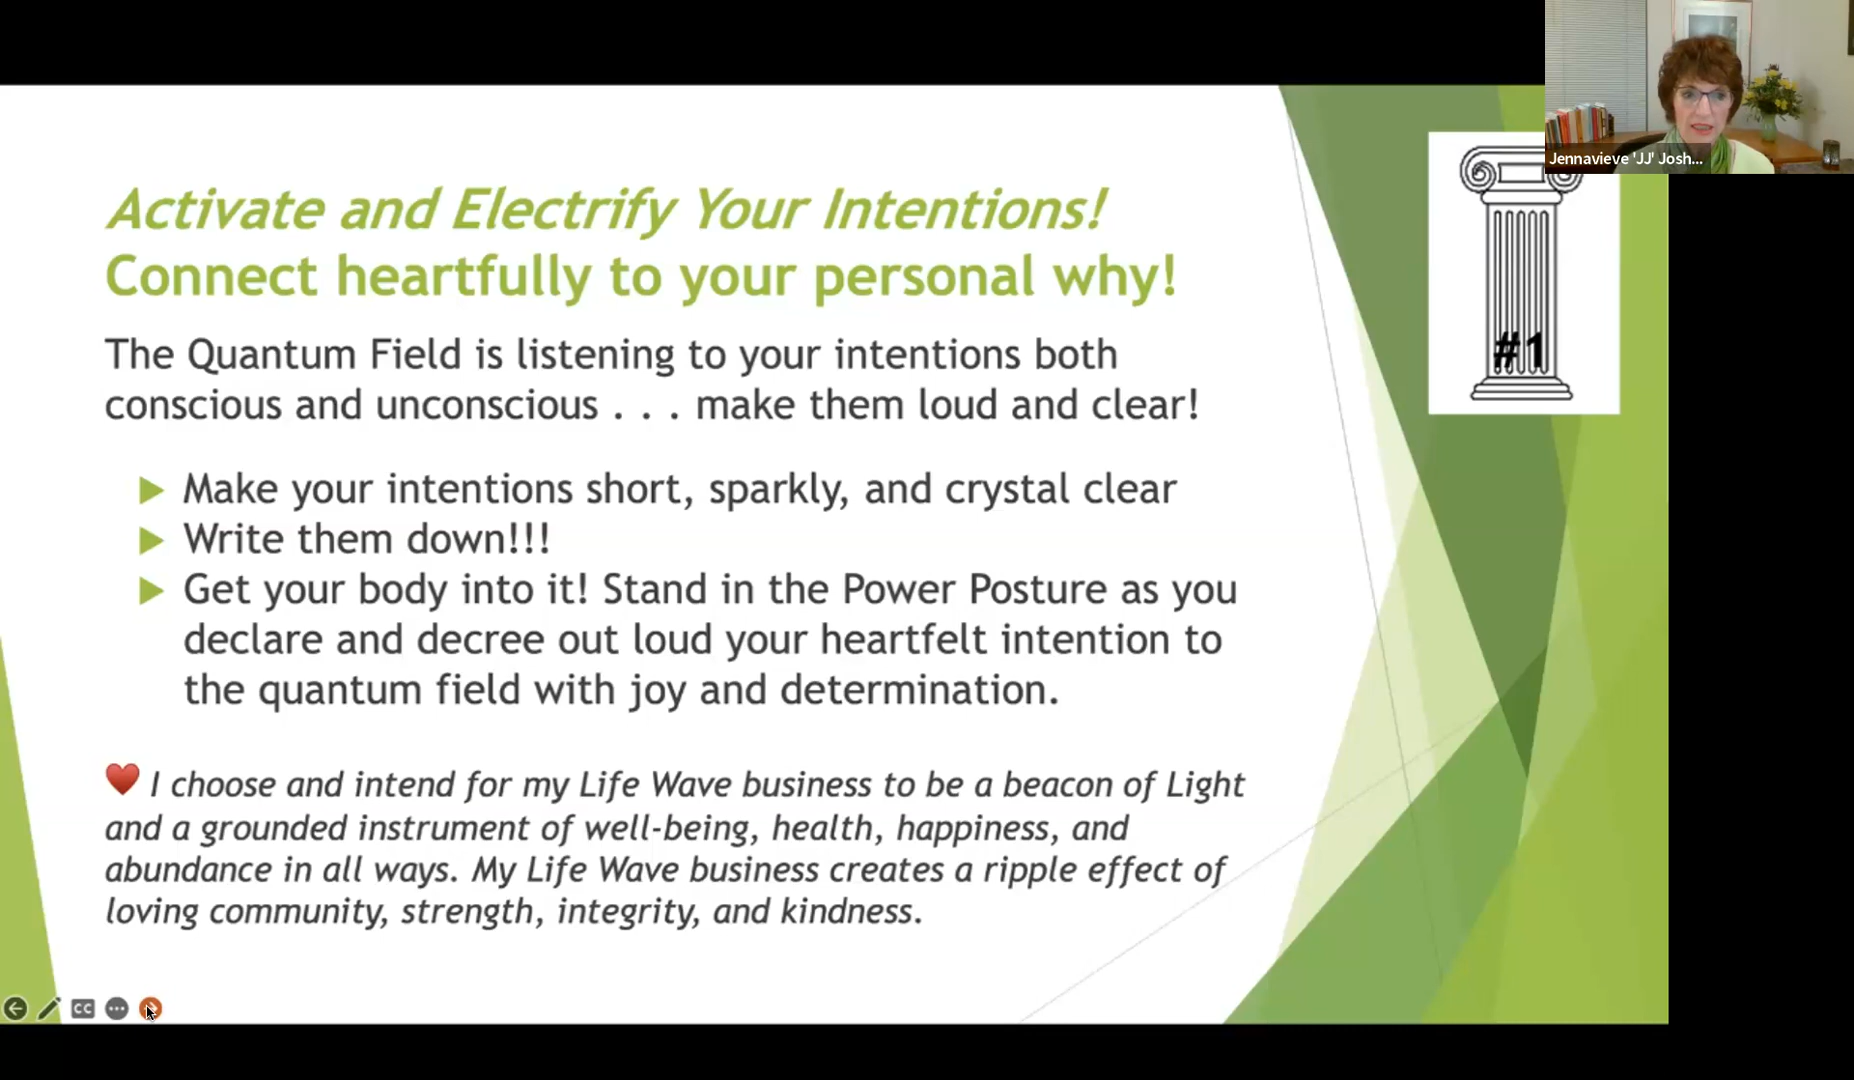 Jennavieve 'JJ' Josh...
Activate and Electrify Your Intentions!
Connect heartfully to your personal why!
#1
The Quantum Field is listening to your intentions both
conscious and unconscious . . . make them loud and clear!
Make your intentions short, sparkly, and crystal clear
Write them down!!!
Get your body into it! Stand in the Power Posture as you
declare and decree out loud your heartfelt intention to
the quantum field with joy and determination.
I choose and intend for my Life Wave business to be a beacon of Light
and a grounded instrument of well-being, health, happiness, and
abundance in all ways. My Life Wave business creates a ripple effect of
loving community, strength, integrity, and kindness.
CC